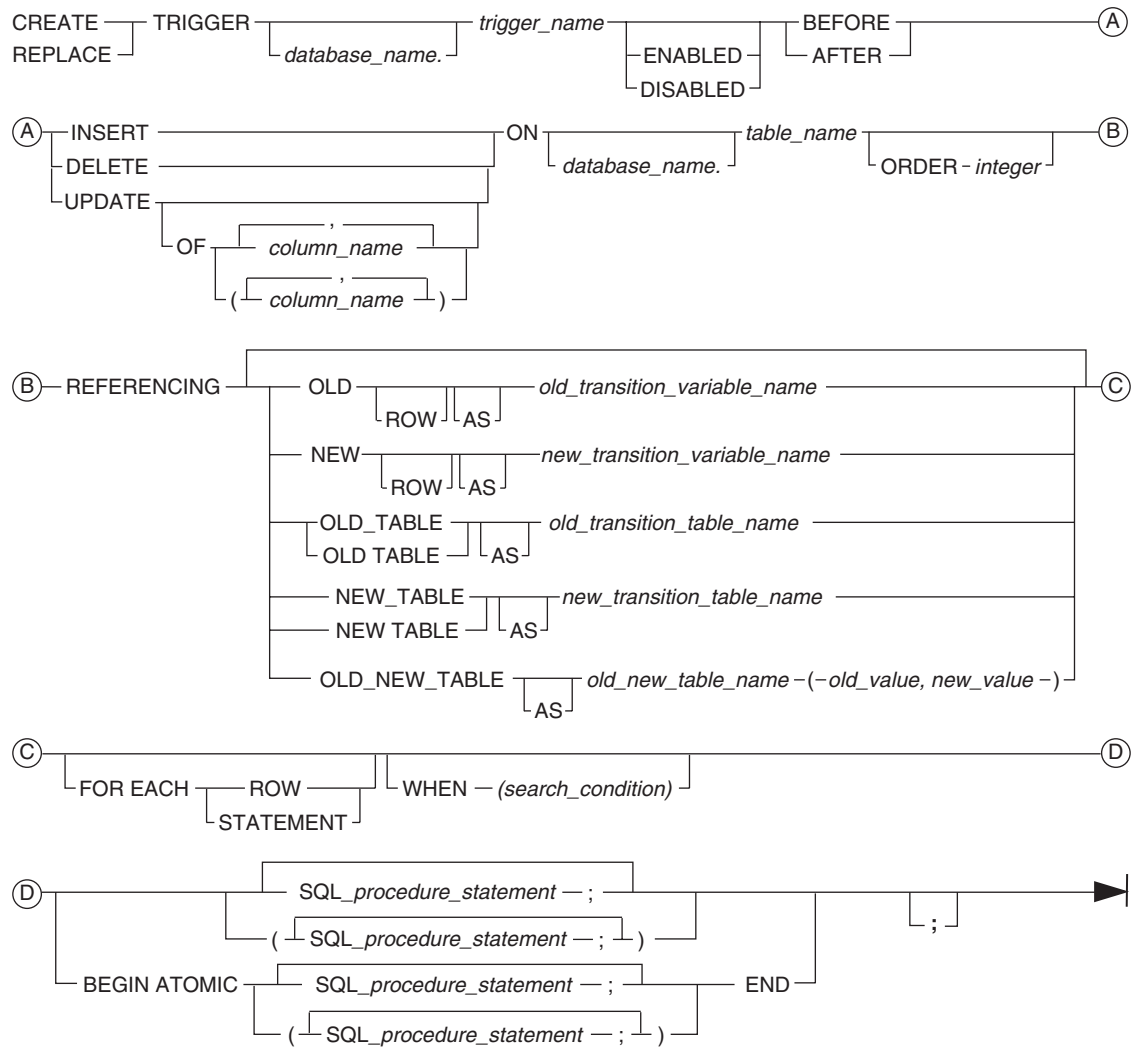 CREATE TRIGGER trigger_name BEFORE A
REPLACE database_name. ENABLED AFTER
DISABLED
A INSERT ON table_name B
DELETE database_name. ORDER integer
UPDATE
,
OF column_name
,
( column_name )
B REFERENCING OLD old_transition_variable_name C
ROW AS
NEW new_transition_variable_name
ROW AS
OLD_TABLE old_transition_table_name
OLD TABLE AS
NEW_TABLE new_transition_table_name
NEW TABLE AS
OLD_NEW_TABLE old_new_table_name (old_value, new_value )
AS
C D
FOR EACH ROW WHEN (search_condition)
STATEMENT
D SQL_procedure_statement ;
( SQL_procedure_statement ; ) ;
BEGIN ATOMIC SQL_procedure_statement ; END
( SQL_procedure_statement ; )